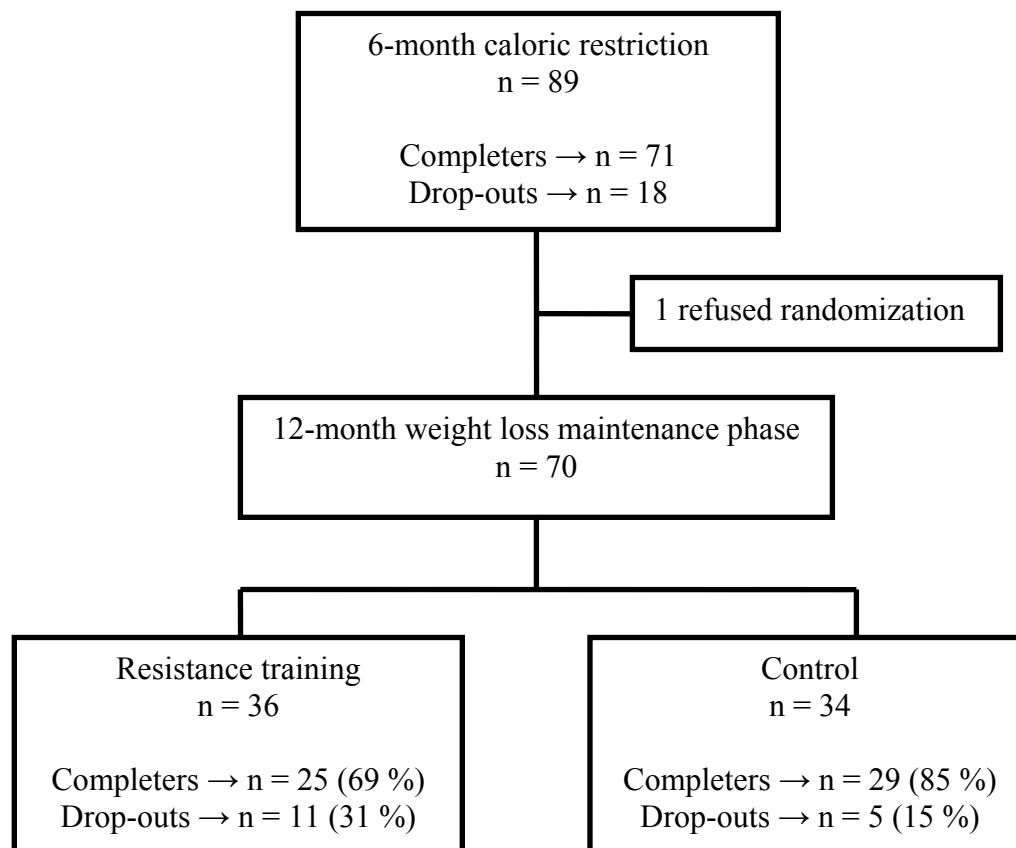 6-month caloric restriction
n = 89
Completers → n = 71
Drop-outs → n = 18
1 refused randomization
12-month weight loss maintenance phase
n = 70
Resistance training
n = 36
Completers → n = 25 (69 %)
Drop-outs → n = 11 (31 %)
Control
n = 34
Completers → n = 29 (85 %)
Drop-outs → n = 5 (15 %)